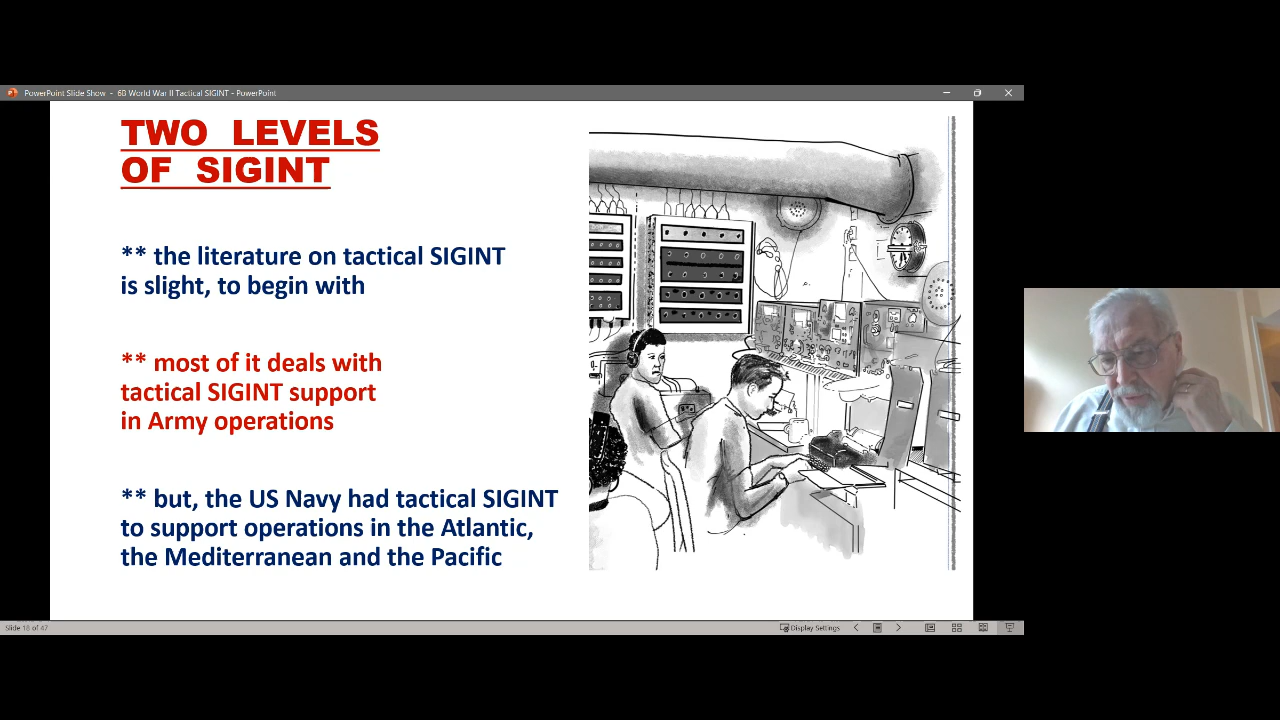 PowerPoint Slide Show - 60 World War II Tactical SIGINT - PowerPoint
TWO LEVELS
OF SIGINT
** the literature on tactical SIGINT
is slight, to begin with
** most of it deals with
tactical SIGINT support
in Army operations
** but, the US Navy had tactical SIGINT
to support operations in the Atlantic,
the Mediterranean and the Pacific
Slide 18 of 47
Display Settings